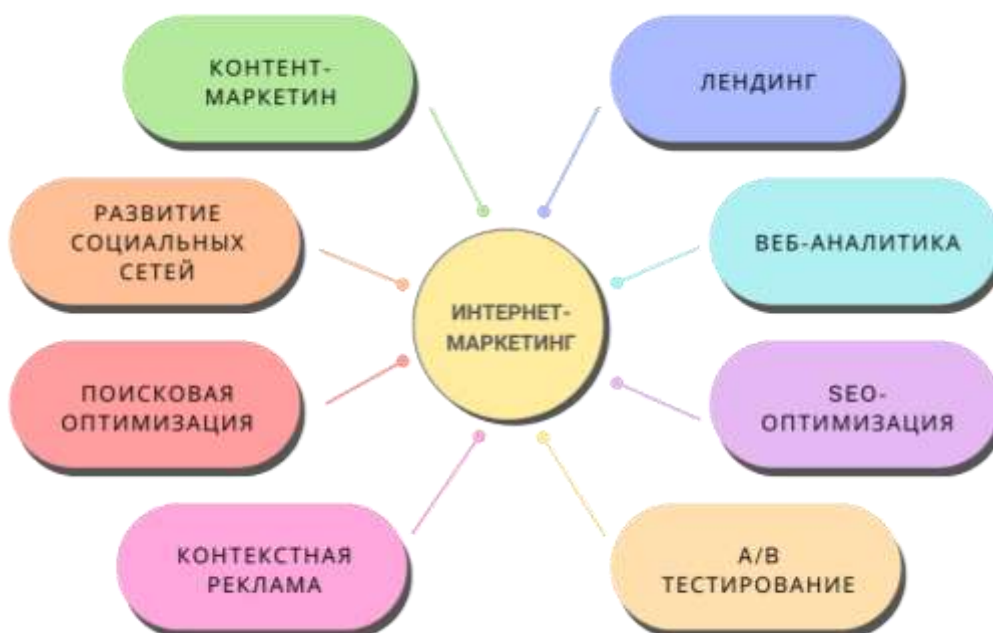 КОНТЕНТ-
МАРКЕТИН
ЛЕНДИНГ
РАЗВИТИЕ
СОЦИАЛЬНЫХ
СЕТЕЙ
ВЕБ-АНАЛИТИКА
ИНТЕРНЕТ-
МАРКЕТИНГ
ПОИСКОВАЯ
ОПТИМИЗАЦИЯ
SEO-
ОПТИМИЗАЦИЯ
КОНТЕКСТНАЯ
РЕКЛАМА
A/B
ТЕСТИРОВАНИЕ